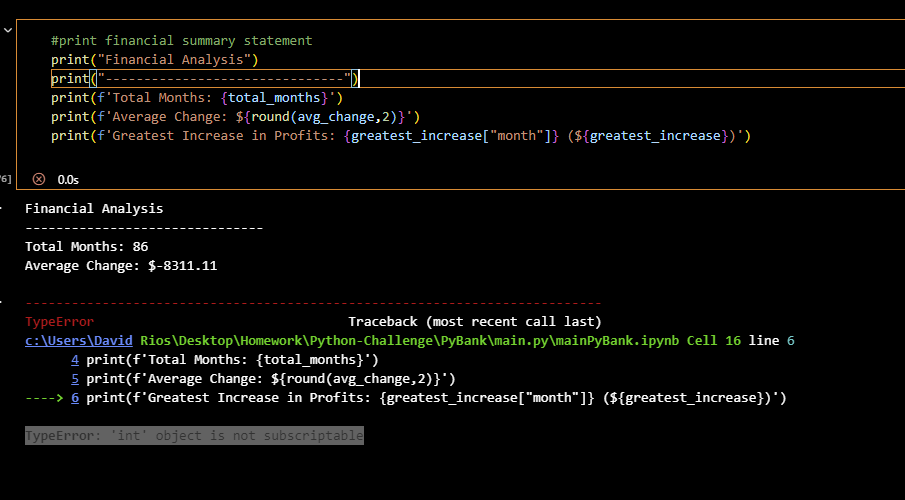 #print financial summary statement
print("Financial Analysis")
print("-------------------------------")
print(f'Total Months: {total_months}')
print(f'Average Change: ${round(avg_change,2)}')
print(f'Greatest Increase in Profits: {greatest_increase["month"]} (${greatest_increase})')
6]
0.0s
Financial Analysis
-------------------------------
Total Months: 86
Average Change: $-8311.11
---------------------------------------------------------------------------
TypeError Traceback (most recent call last)
c:\Users\David Rios\Desktop\Homework\Python-Challenge\PyBank\main.py\mainPyBank.ipynb Cell 16 line 6
4 print(f'Total Months: {total_months}')
5 print(f'Average Change: ${round(avg_change,2)}')
----> 6 print(f'Greatest Increase in Profits: {greatest_increase["month"]} (${greatest_increase})')
TypeError: 'int' object is not subscriptable